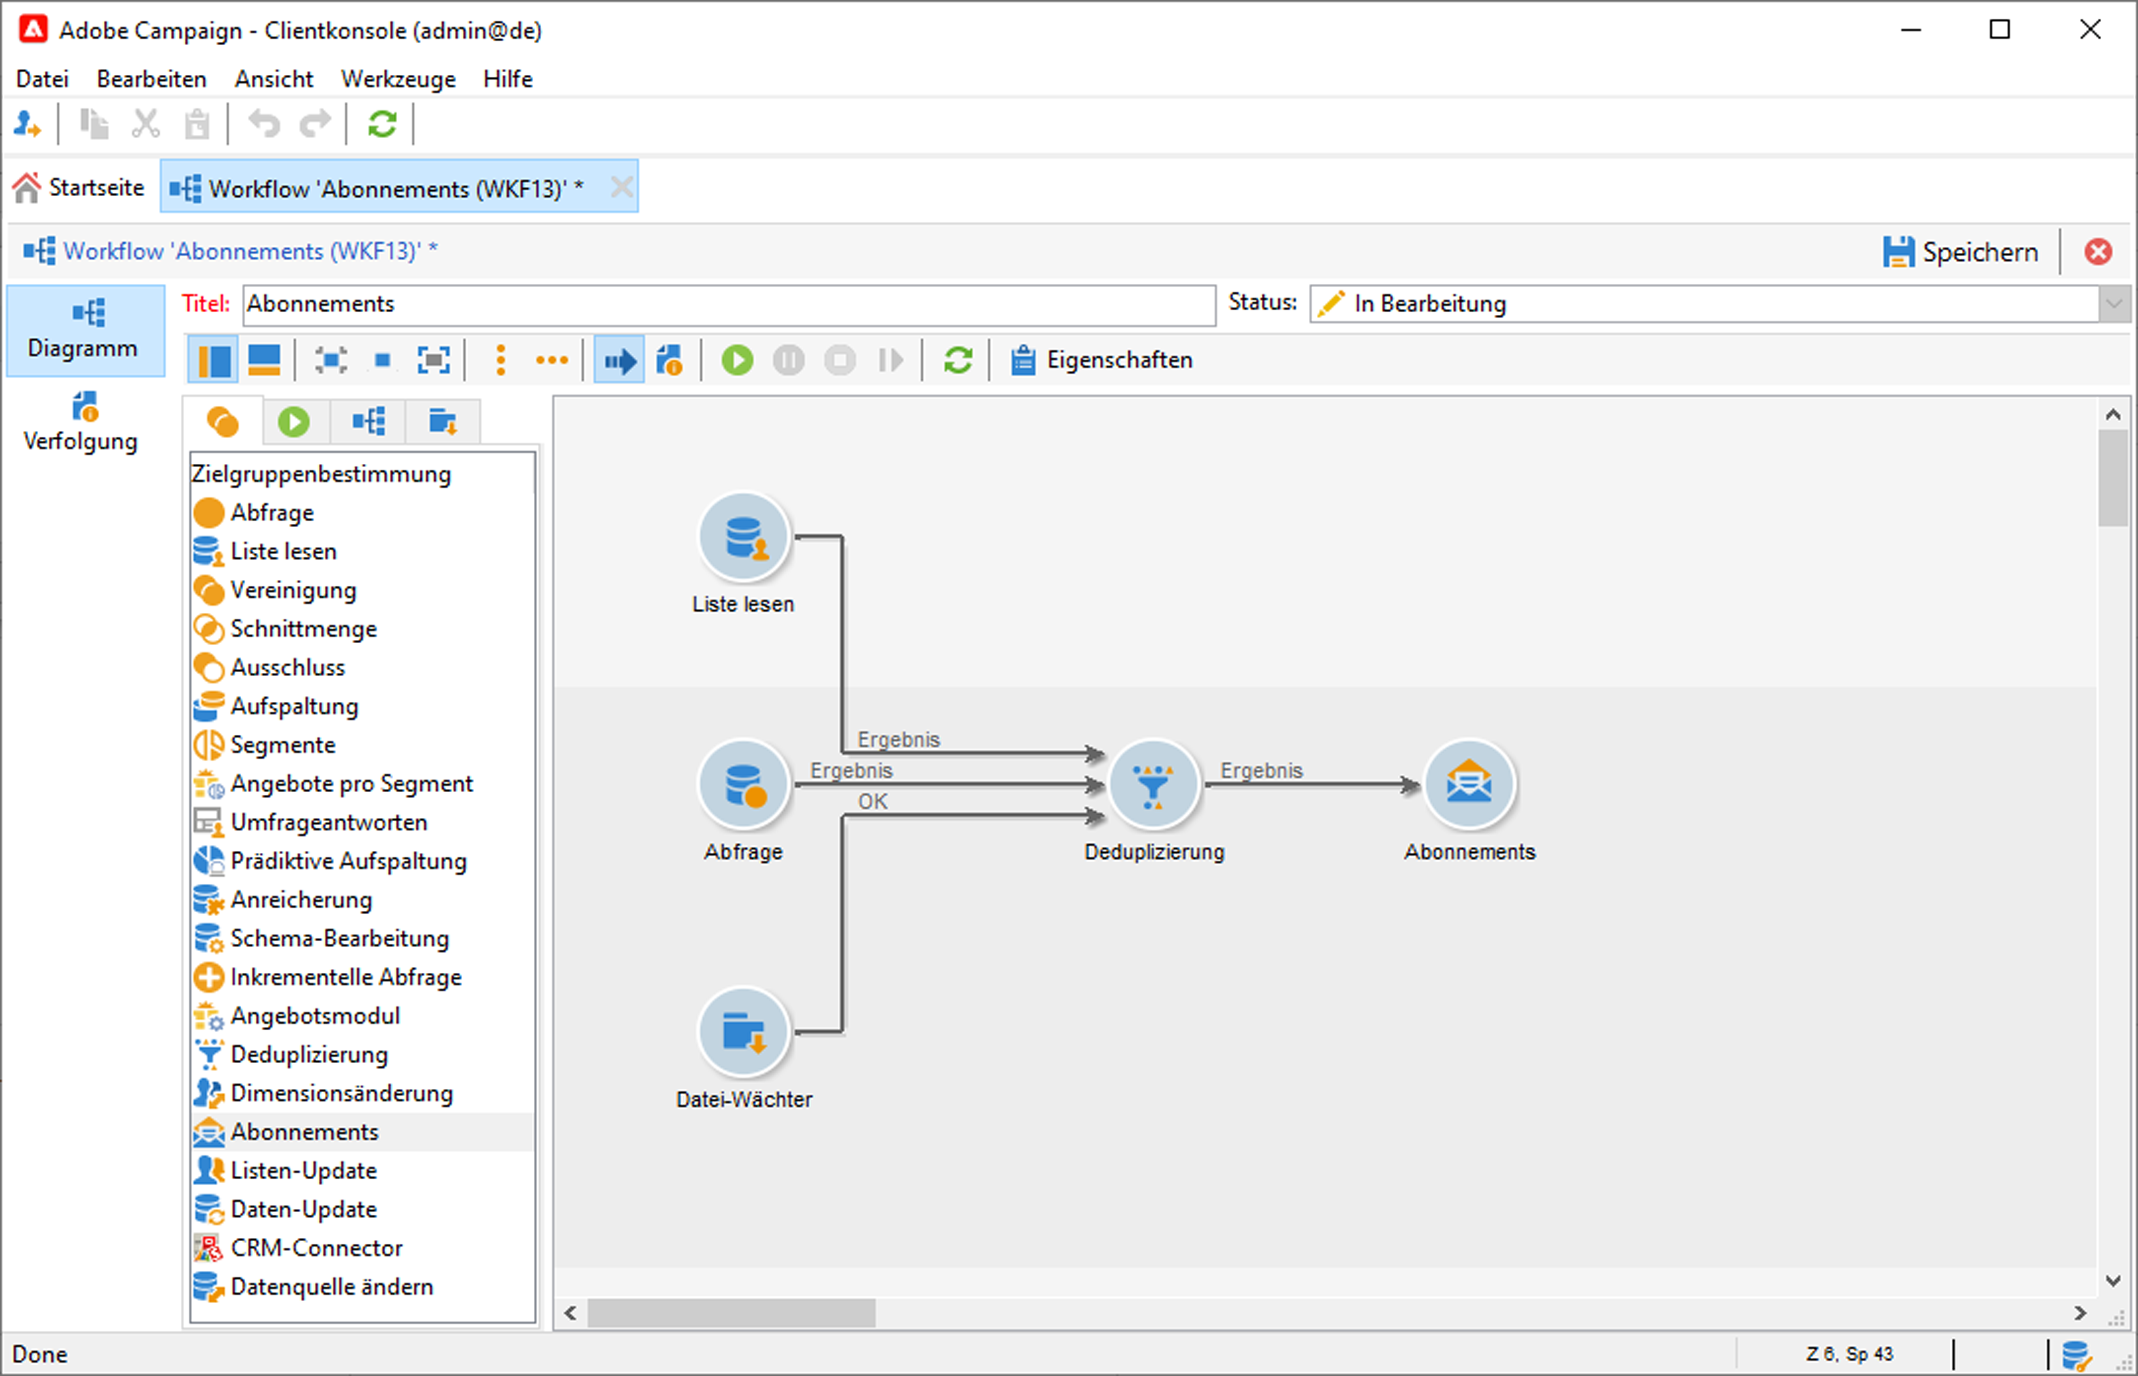 Adobe Campaign - Clientkonsole (admin@de)
Datei Bearbeiten Ansicht Werkzeuge Hilfe
Startseite Workflow 'Abonnements (WKF13)' *
Workflow 'Abonnements (WKF13)' * Speichern
Titel: Abonnements Status: In Bearbeitung
Diagramm
Eigenschaften
Verfolgung
Zielgruppenbestimmung
Abfrage
Liste lesen
Vereinigung
Schnittmenge
Ausschluss
Aufspaltung
Segmente
Angebote pro Segment
Umfrageantworten
Prädiktive Aufspaltung
Anreicherung
Schema-Bearbeitung
Inkrementelle Abfrage
Angebotsmodul
Deduplizierung
Dimensionsänderung
Abonnements
Listen-Update
Daten-Update
CRM-Connector
Datenquelle ändern
Liste lesen
Ergebnis
Ergebnis
OK
Ergebnis
Abfrage
Deduplizierung
Abonnements
Datei-Wächter
Done
Z 6, Sp 43